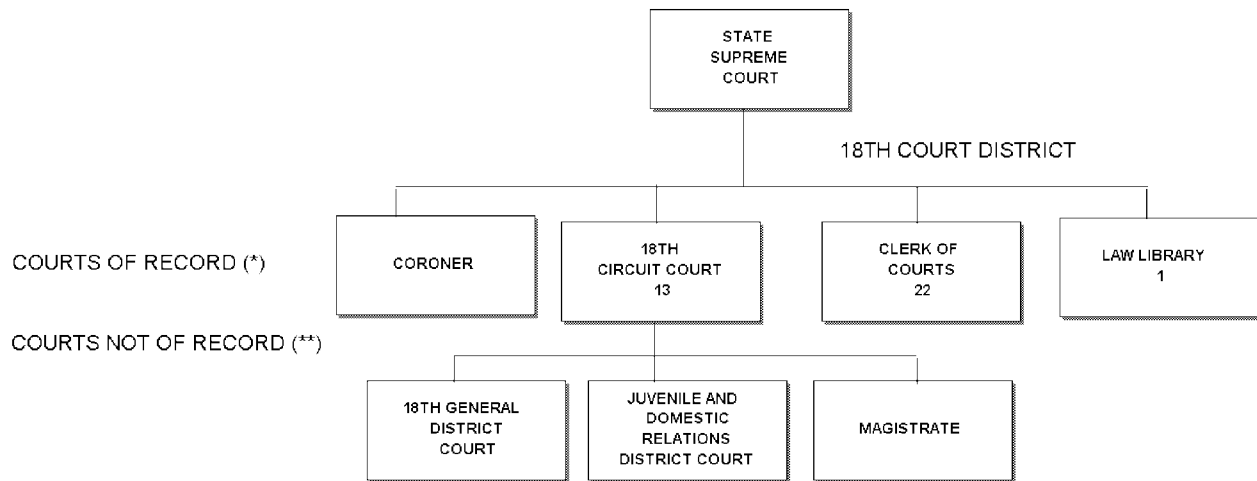 STATE
SUPREME
COURT
18TH COURT DISTRICT
COURTS OF RECORD (*)
CORONER
18TH
CIRCUIT COURT
13
CLERK OF
COURTS
22
LAW LIBRARY
1
COURTS NOT OF RECORD (**)
18TH GENERAL
DISTRICT
COURT
JUVENILE AND
DOMESTIC
RELATIONS
DISTRICT COURT
MAGISTRATE